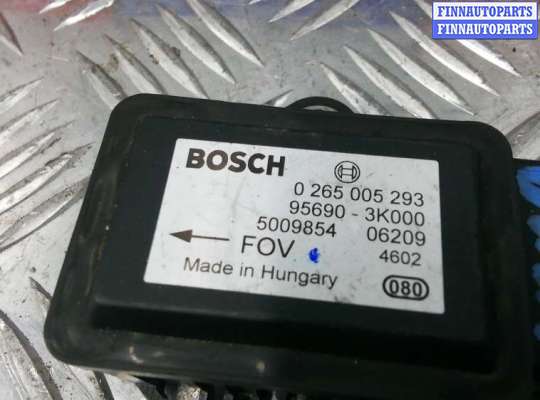 FINNAUTOPARTS
FINNAUTOPARTS
BOSCH
0 265 005 293
95690 - 3K000
5009854 06209
FOV 4602
Made in Hungary 080